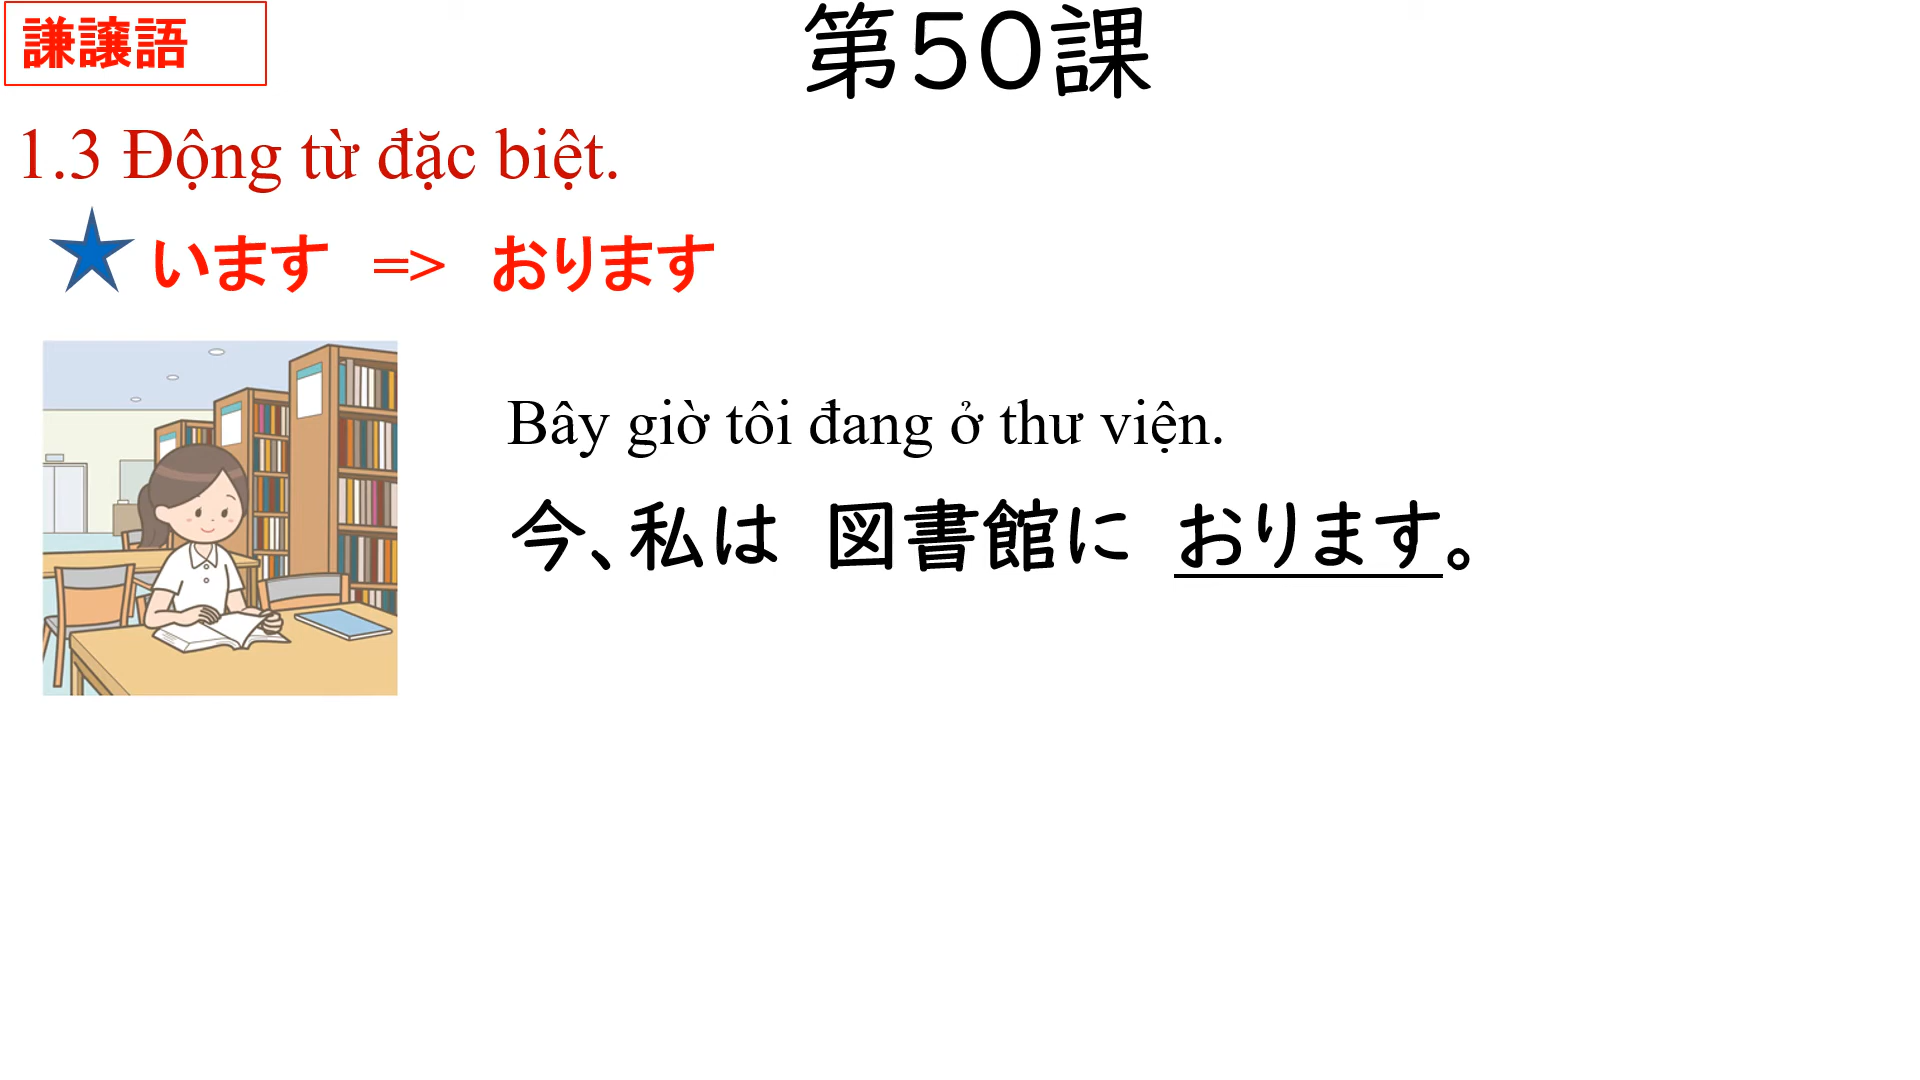 謙譲語
第50課
1.3 Động từ đặc biệt.
います => おります
Bây giờ tôi đang ở thư viện.
今、私は 図書館に おります。